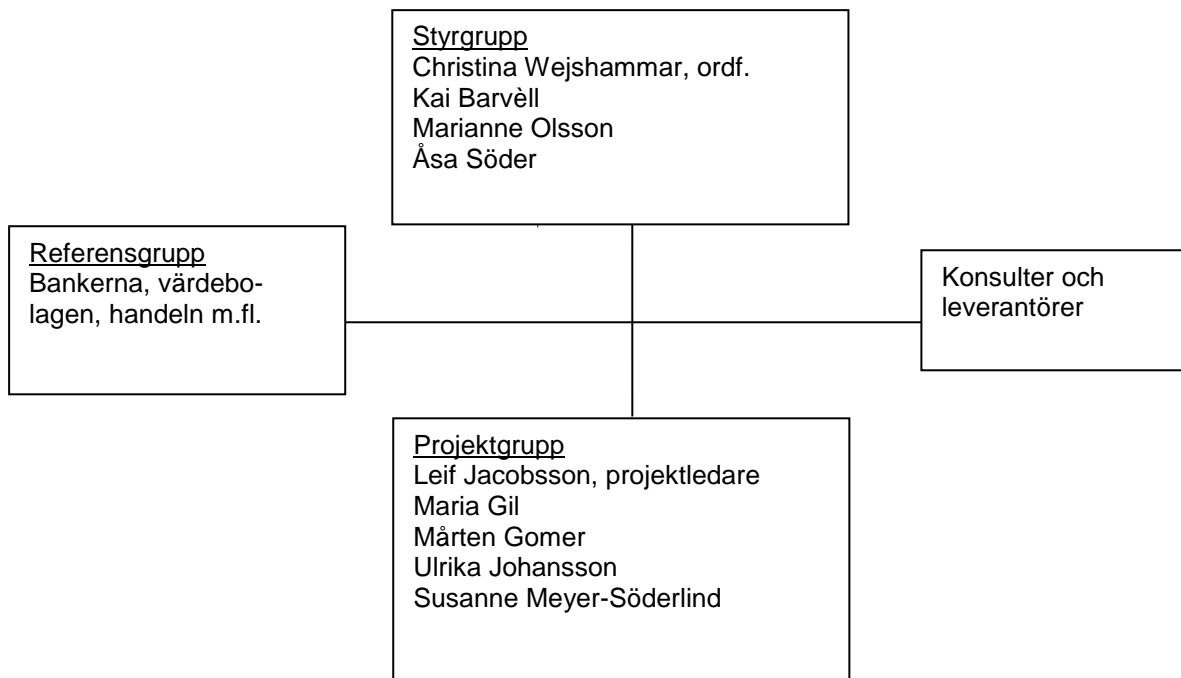 Styrgrupp
Christina Wejshammar, ordf.
Kai Barvèll
Marianne Olsson
Åsa Söder
Referensgrupp
Bankerna, värdebo-
lagen, handeln m.fl.
Konsulter och
leverantörer
Projektgrupp
Leif Jacobsson, projektledare
Maria Gil
Mårten Gomer
Ulrika Johansson
Susanne Meyer-Söderlind